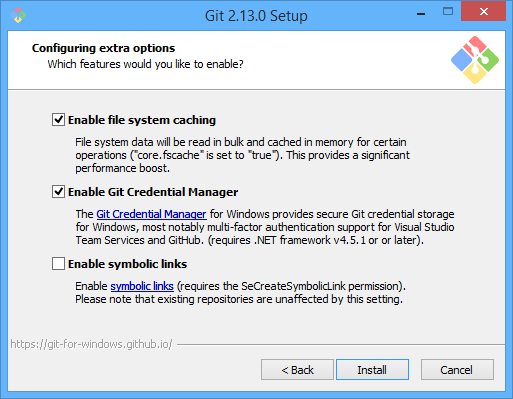 Git 2.13.0 Setup
Configuring extra options
Which features would you like to enable?
Enable file system caching
File system data will be read in bulk and cached in memory for certain
operations ("core.fscache" is set to "true"). This provides a significant
performance boost.
Enable Git Credential Manager
The Git Credential Manager for Windows provides secure Git credential storage
for Windows, most notably multi-factor authentication support for Visual Studio
Team Services and GitHub. (requires .NET framework v4.5.1 or or later).
Enable symbolic links
Enable symbolic links (requires the SeCreateSymbolicLink permission).
Please note that existing repositories are unaffected by this setting.
https://git-for-windows.github.io/
< Back
Install
Cancel